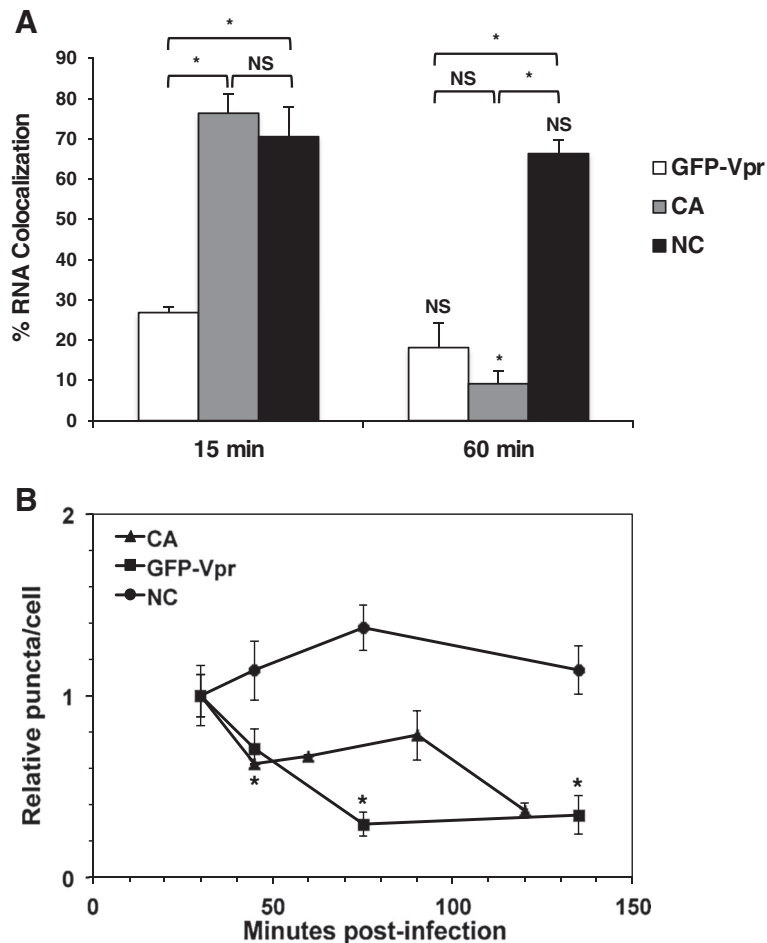 A
% RNA Colocalization
90
80
70
60
50
40
30
20
10
0
*
*
NS
*
NS
*
NS
NS
*
15 min
60 min
GFP-Vpr
CA
NC
B
Relative puncta/cell
2
1
0
CA
GFP-Vpr
NC
*
*
*
0
50
100
150
Minutes post-infection